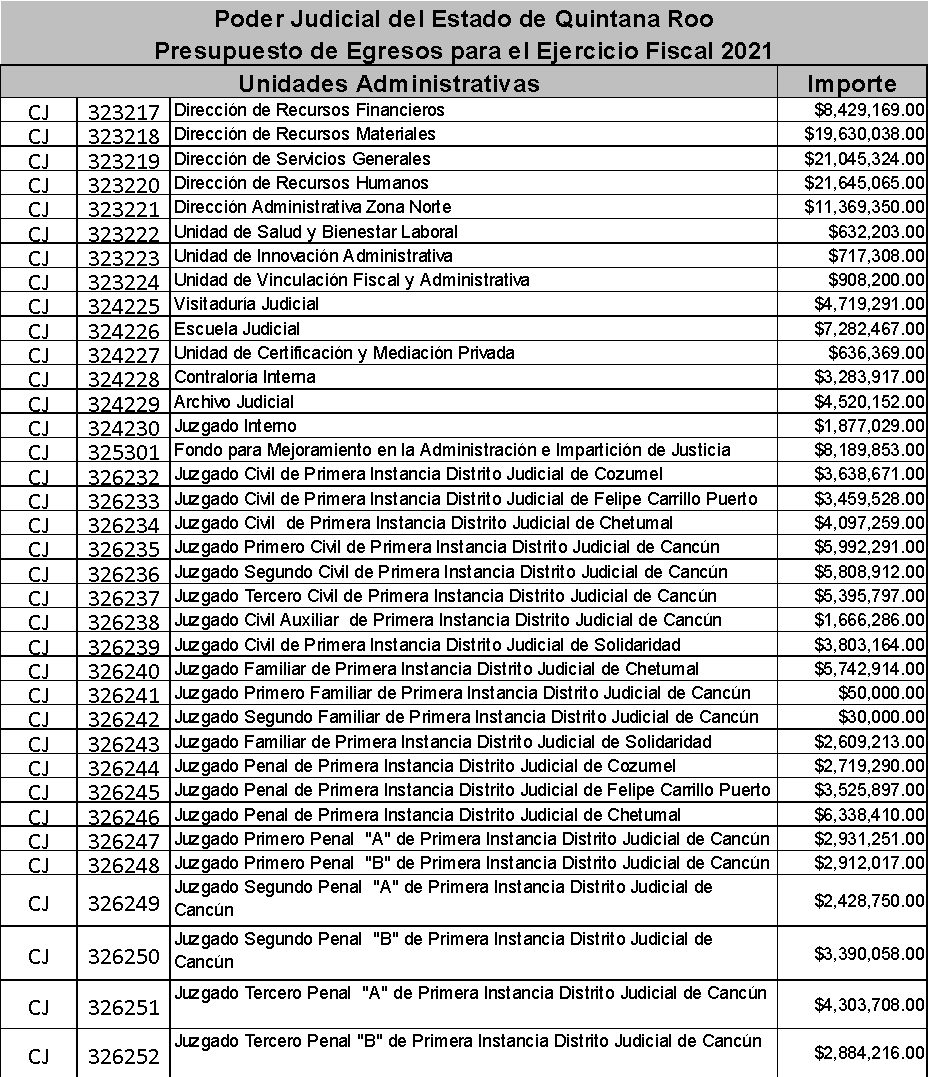 Poder Judicial del Estado de Quintana Roo
Presupuesto de Egresos para el Ejercicio Fiscal 2021
Unidades Administrativas Importe
CJ 323217 Dirección de Recursos Financieros $8,429,169.00
CJ 323218 Dirección de Recursos Materiales $19,630,038.00
CJ 323219 Dirección de Servicios Generales $21,045,324.00
CJ 323220 Dirección de Recursos Humanos $21,645,065.00
CJ 323221 Dirección Administrativa Zona Norte $11,369,350.00
CJ 323222 Unidad de Salud y Bienestar Laboral $632,203.00
CJ 323223 Unidad de Innovación Administrativa $717,308.00
CJ 323224 Unidad de Vinculación Fiscal y Administrativa $908,200.00
CJ 324225 Visitaduría Judicial $4,719,291.00
CJ 324226 Escuela Judicial $7,282,467.00
CJ 324227 Unidad de Certificación y Mediación Privada $636,369.00
CJ 324228 Contraloría Interna $3,283,917.00
CJ 324229 Archivo Judicial $4,520,152.00
CJ 324230 Juzgado Interno $1,877,029.00
CJ 325301 Fondo para Mejoramiento en la Administración e Impartición de Justicia $8,189,853.00
CJ 326232 Juzgado Civil de Primera Instancia Distrito Judicial de Cozumel $3,638,671.00
CJ 326233 Juzgado Civil de Primera Instancia Distrito Judicial de Felipe Carrillo Puerto $3,459,528.00
CJ 326234 Juzgado Civil de Primera Instancia Distrito Judicial de Chetumal $4,097,259.00
CJ 326235 Juzgado Primero Civil de Primera Instancia Distrito Judicial de Cancún $5,992,291.00
CJ 326236 Juzgado Segundo Civil de Primera Instancia Distrito Judicial de Cancún $5,808,912.00
CJ 326237 Juzgado Tercero Civil de Primera Instancia Distrito Judicial de Cancún $5,395,797.00
CJ 326238 Juzgado Civil Auxiliar de Primera Instancia Distrito Judicial de Cancún $1,666,286.00
CJ 326239 Juzgado Civil de Primera Instancia Distrito Judicial de Solidaridad $3,803,164.00
CJ 326240 Juzgado Familiar de Primera Instancia Distrito Judicial de Chetumal $5,742,914.00
CJ 326241 Juzgado Primero Familiar de Primera Instancia Distrito Judicial de Cancún $50,000.00
CJ 326242 Juzgado Segundo Familiar de Primera Instancia Distrito Judicial de Cancún $30,000.00
CJ 326243 Juzgado Familiar de Primera Instancia Distrito Judicial de Solidaridad $2,609,213.00
CJ 326244 Juzgado Penal de Primera Instancia Distrito Judicial de Cozumel $2,719,290.00
CJ 326245 Juzgado Penal de Primera Instancia Distrito Judicial de Felipe Carrillo Puerto $3,525,897.00
CJ 326246 Juzgado Penal de Primera Instancia Distrito Judicial de Chetumal $6,338,410.00
CJ 326247 Juzgado Primero Penal "A" de Primera Instancia Distrito Judicial de Cancún $2,931,251.00
CJ 326248 Juzgado Primero Penal "B" de Primera Instancia Distrito Judicial de Cancún $2,912,017.00
CJ 326249 Juzgado Segundo Penal "A" de Primera Instancia Distrito Judicial de
Cancún $2,428,750.00
CJ 326250 Juzgado Segundo Penal "B" de Primera Instancia Distrito Judicial de
Cancún $3,390,058.00
CJ 326251 Juzgado Tercero Penal "A" de Primera Instancia Distrito Judicial de Cancún $4,303,708.00
CJ 326252 Juzgado Tercero Penal "B" de Primera Instancia Distrito Judicial de Cancún $2,884,216.00